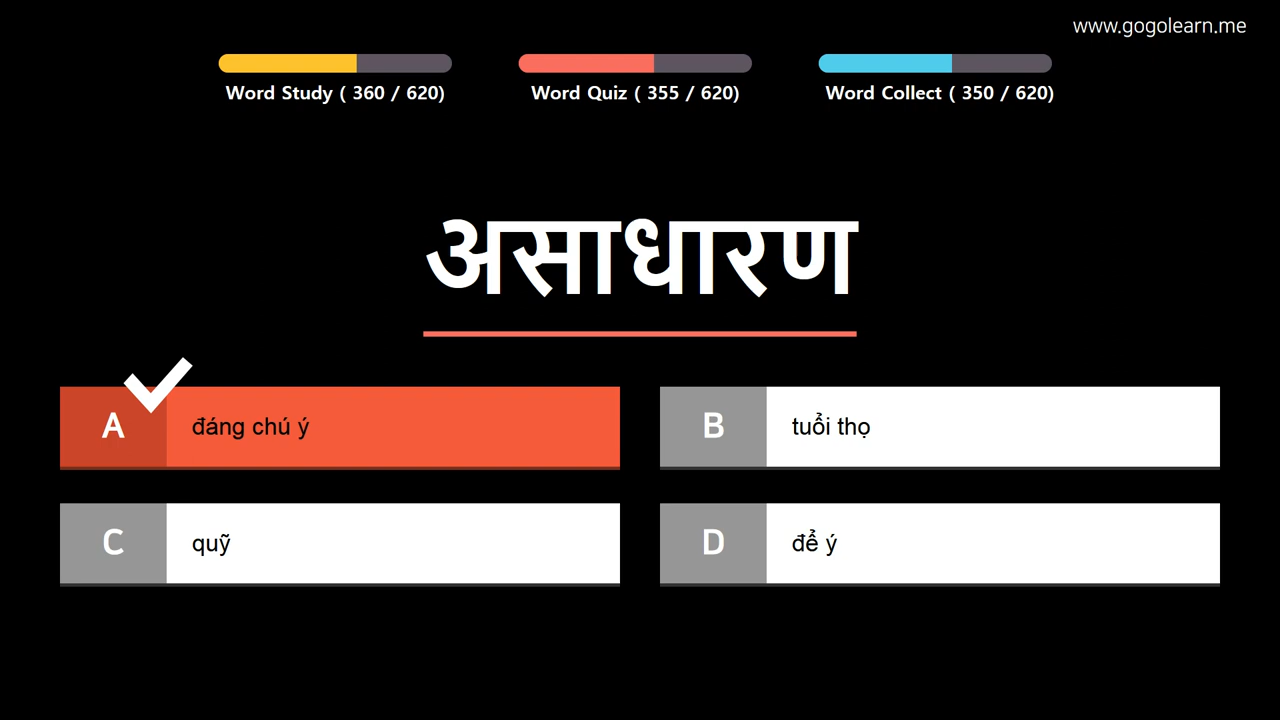 www.gogolearn.me
Word Study ( 360 / 620)
Word Quiz ( 355 / 620)
Word Collect ( 350 / 620)
असाधारण
A đáng chú ý
B tuổi thọ
C quỹ
D để ý